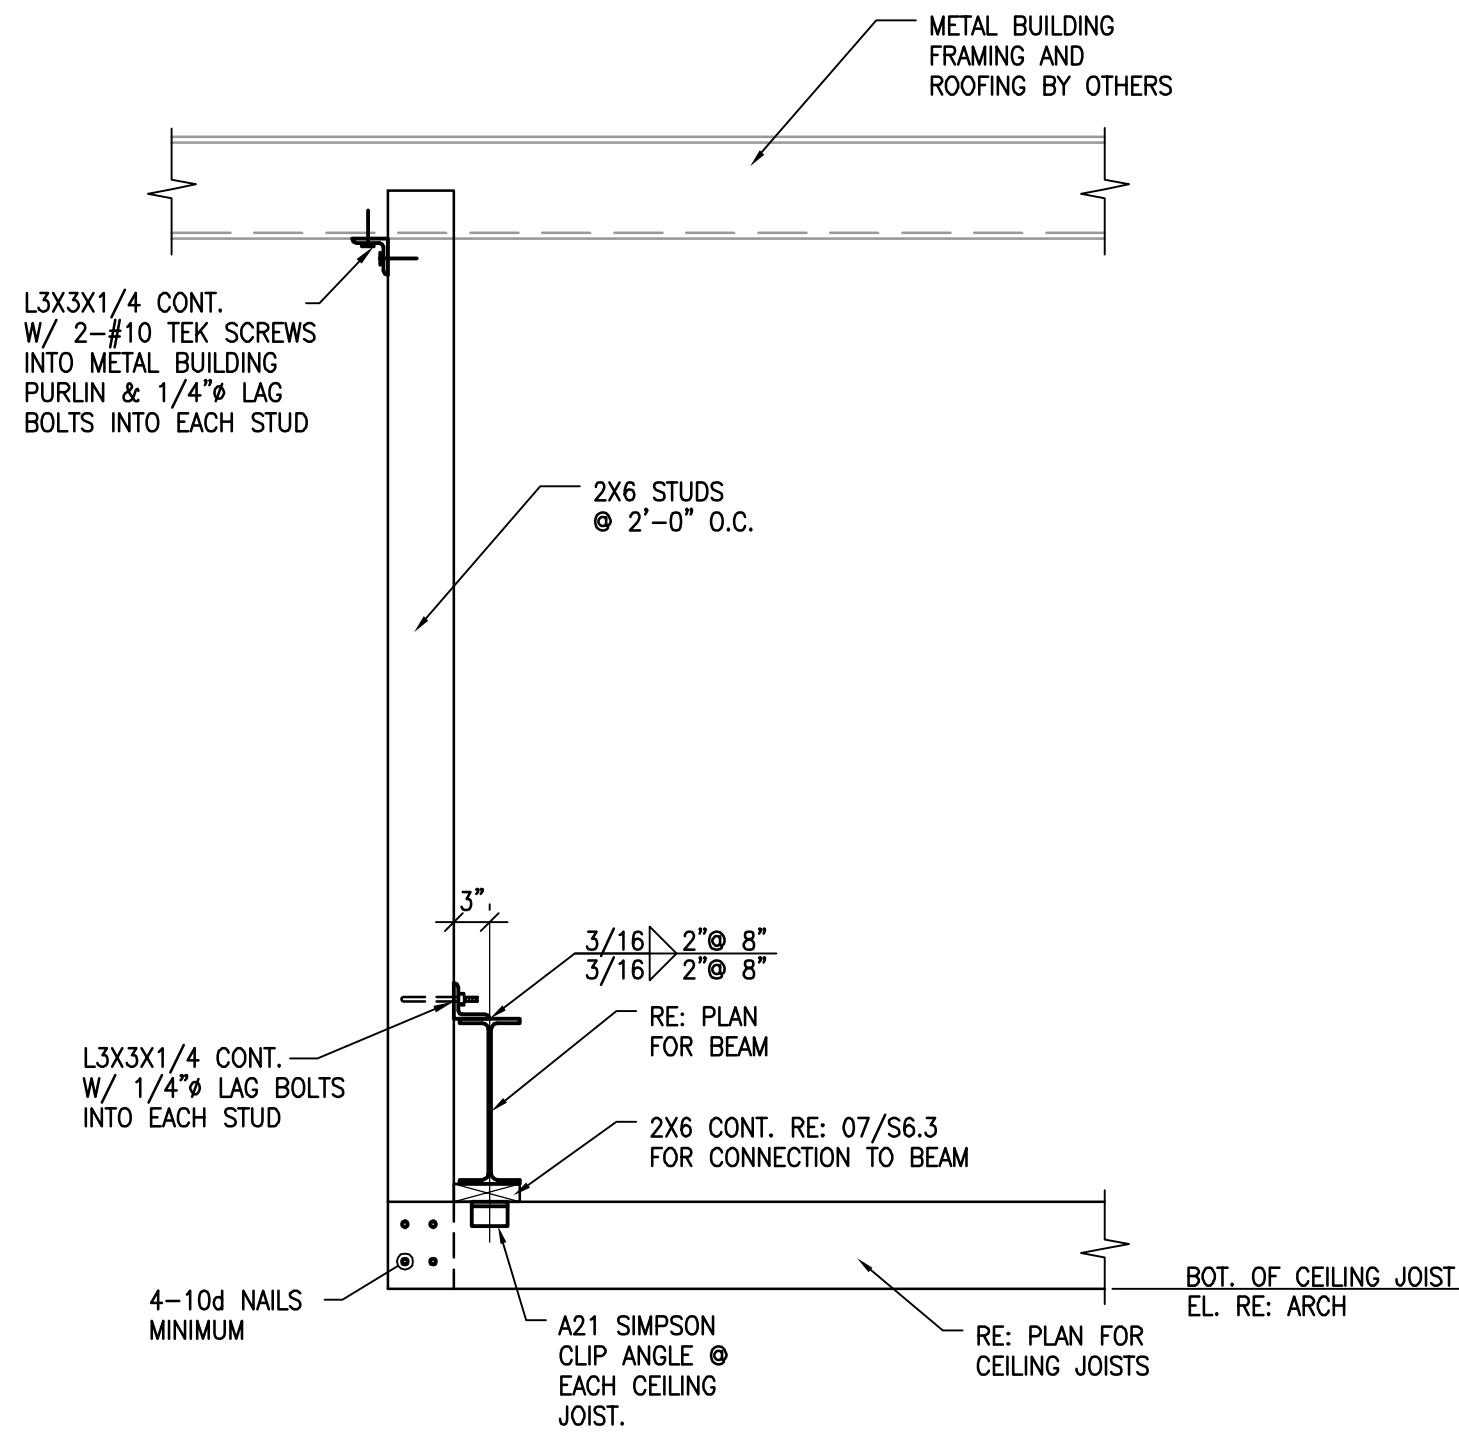 METAL BUILDING
FRAMING AND
ROOFING BY OTHERS
L3X3X1/4 CONT.
W/ 2-#10 TEK SCREWS
INTO METAL BUILDING
PURLIN & 1/4"ø LAG
BOLTS INTO EACH STUD
2X6 STUDS
@ 2'-0" O.C.
3"
3/16 2"@ 8"
3/16 2"@ 8"
RE: PLAN
FOR BEAM
L3X3X1/4 CONT.
W/ 1/4"ø LAG BOLTS
INTO EACH STUD
2X6 CONT. RE: 07/S6.3
FOR CONNECTION TO BEAM
4-10d NAILS
MINIMUM
A21 SIMPSON
CLIP ANGLE @
EACH CEILING
JOIST.
RE: PLAN FOR
CEILING JOISTS
BOT. OF CEILING JOIST
EL. RE: ARCH